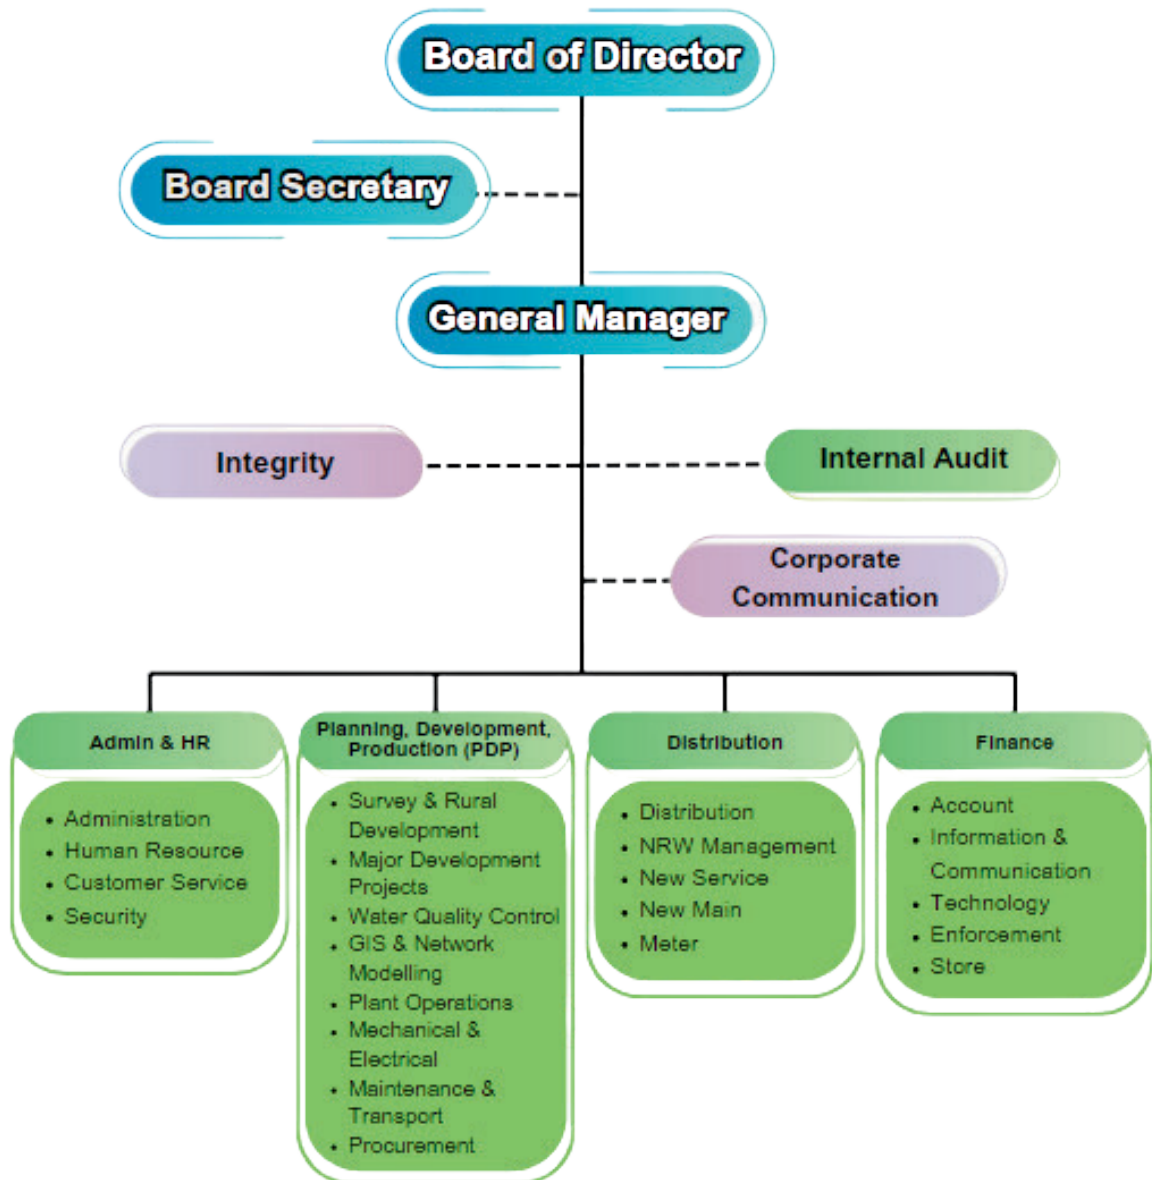 Board of Director
Board Secretary
General Manager
Integrity
Internal Audit
Corporate
Communication
Admin & HR
• Administration
• Human Resource
• Customer Service
• Security
Planning, Development,
Production (PDP)
• Survey & Rural
Development
• Major Development
Projects
• Water Quality Control
• GIS & Network
Modelling
• Plant Operations
• Mechanical &
Electrical
• Maintenance &
Transport
• Procurement
Distribution
• Distribution
• NRW Management
• New Service
• New Main
• Meter
Finance
• Account
• Information &
Communication
• Technology
• Enforcement
• Store